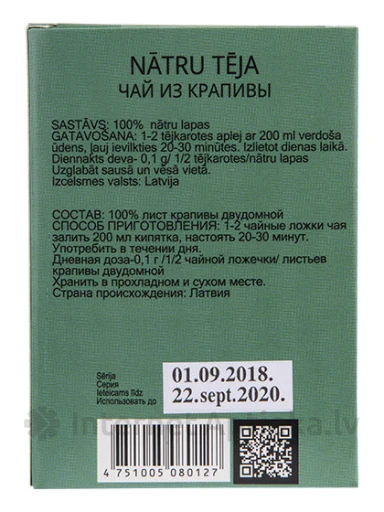 NĀTRU TĒJA
ЧАЙ ИЗ КРАПИВЫ
SASTĀVS: 100% nātru lapas
GATAVOŠANA: 1-2 tējkarotes aplej ar 200 ml verdoša
ūdens, ļauj ievilkties 20-30 minūtes. Izlietot dienas laikā.
Diennakts deva- 0,1 g/ 1/2 tējkarotes/nātru lapas
Uzglabāt sausā un vēsā vietā.
Izcelsmes valsts: Latvija
СОСТАВ: 100% лист крапивы двудомной
СПОСОБ ПРИГОТОВЛЕНИЯ: 1-2 чайные ложки чая
залить 200 мл кипятка, настоять 20-30 минут.
Употребить в течении дня.
Дневная доза-0,1 г /1/2 чайной ложечки/ листьев
крапивы двудомной
Хранить в прохладном и сухом месте.
Страна происхождения: Латвия
Sērija
Серия
Ieteicams līdz
Использовать до
01.09.2018.
22.sept.2020.
Internet Aptieka.lv
4 751005 080127